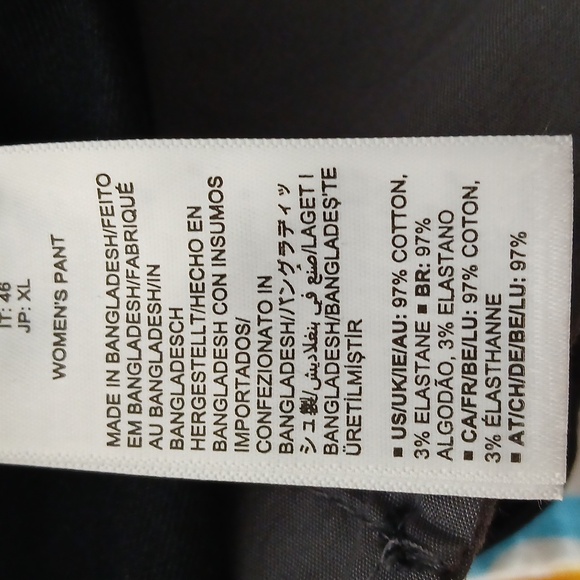 IT: 46
JP: XL
WOMEN'S PANT
MADE IN BANGLADESH/FEITO
EM BANGLADESH/FABRIQUÉ
AU BANGLADESH/IN
BANGLADESCH
HERGESTELLT/HECHO EN
BANGLADESH CON INSUMOS
IMPORTADOS/
CONFEZIONATO IN
BANGLADESH/バングラディッ
シュ製/صنع في بنغلاديش/LAGET I
BANGLADESH/BANGLADEŞ'TE
ÜRETİLMİŞTİR
▪ US/UK/IE/AU: 97% COTTON,
3% ELASTANE ▪ BR: 97%
ALGODÃO, 3% ELASTANO
▪ CA/FR/BE/LU: 97% COTON,
3% ÉLASTHANNE
▪ AT/CH/DE/BE/LU: 97%